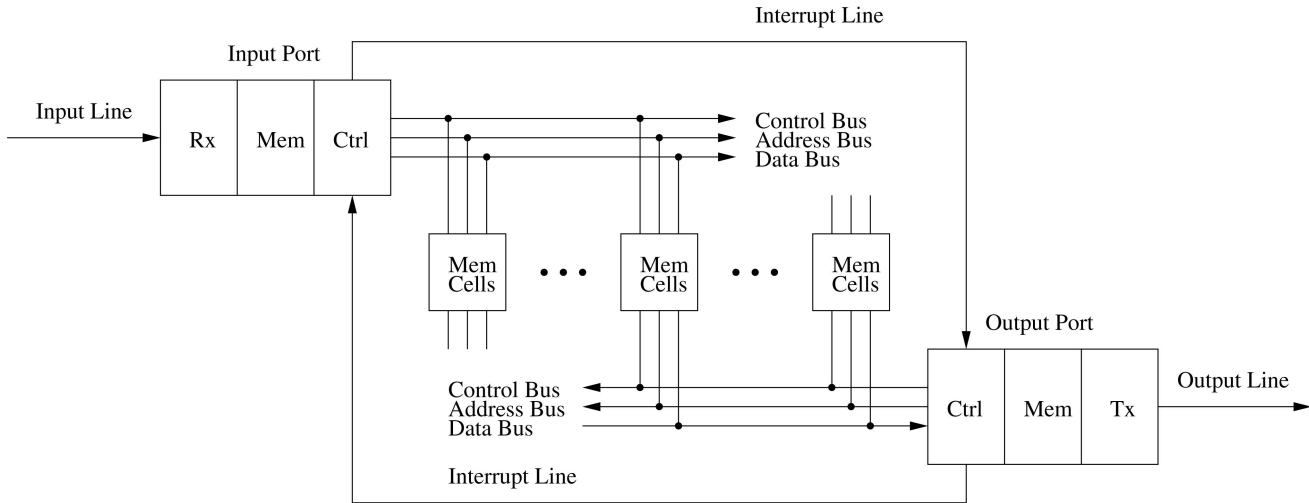 Interrupt Line
Input Port
Input Line
Rx Mem Ctrl
Control Bus
Address Bus
Data Bus
Mem Cells
Mem Cells
Mem Cells
Output Port
Control Bus
Address Bus
Data Bus
Ctrl Mem Tx
Output Line
Interrupt Line